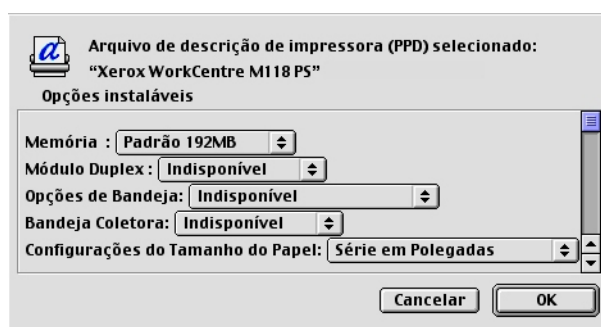 Arquivo de descrição de impressora (PPD) selecionado:
“Xerox WorkCentre M118 PS”
Opções instaláveis
Memória : Padrão 192MB
Módulo Duplex : Indisponível
Opções de Bandeja: Indisponível
Bandeja Coletora: Indisponível
Configurações do Tamanho do Papel: Série em Polegadas
Cancelar OK